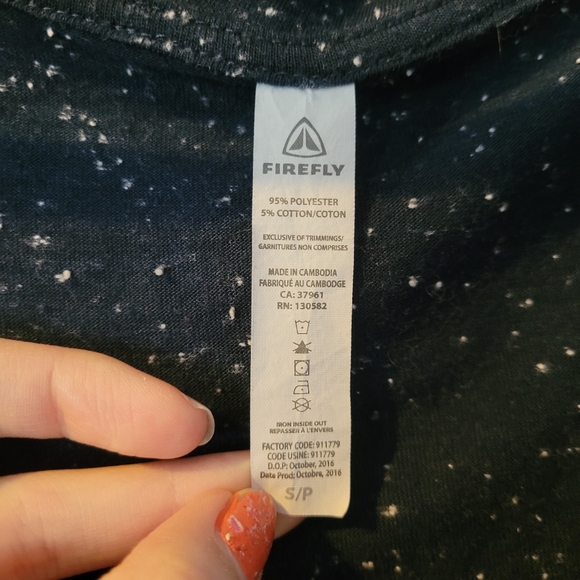 FIREFLY
95% POLYESTER
5% COTTON/COTON
EXCLUSIVE OF TRIMMINGS/
GARNITURES NON COMPRISES
MADE IN CAMBODIA
FABRIQUÉ AU CAMBODGE
CA: 37961
RN: 130582
IRON INSIDE OUT
REPASSER À L'ENVERS
FACTORY CODE: 911779
CODE USINE: 911779
D.O.P: October, 2016
Date Prod: Octobre, 2016
S/P